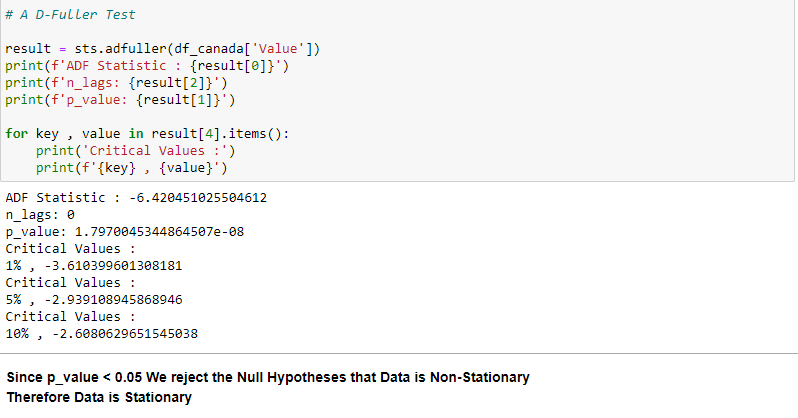 # A D-Fuller Test
result = sts.adfuller(df_canada['Value'])
print(f'ADF Statistic : {result[0]}')
print(f'n_lags: {result[2]}')
print(f'p_value: {result[1]}')
for key , value in result[4].items():
    print('Critical Values :')
    print(f'{key} , {value}')
ADF Statistic : -6.420451025504612
n_lags: 0
p_value: 1.7970045344864507e-08
Critical Values :
1% , -3.610399601308181
Critical Values :
5% , -2.939108945868946
Critical Values :
10% , -2.6080629651545038
Since p_value < 0.05 We reject the Null Hypotheses that Data is Non-Stationary
Therefore Data is Stationary